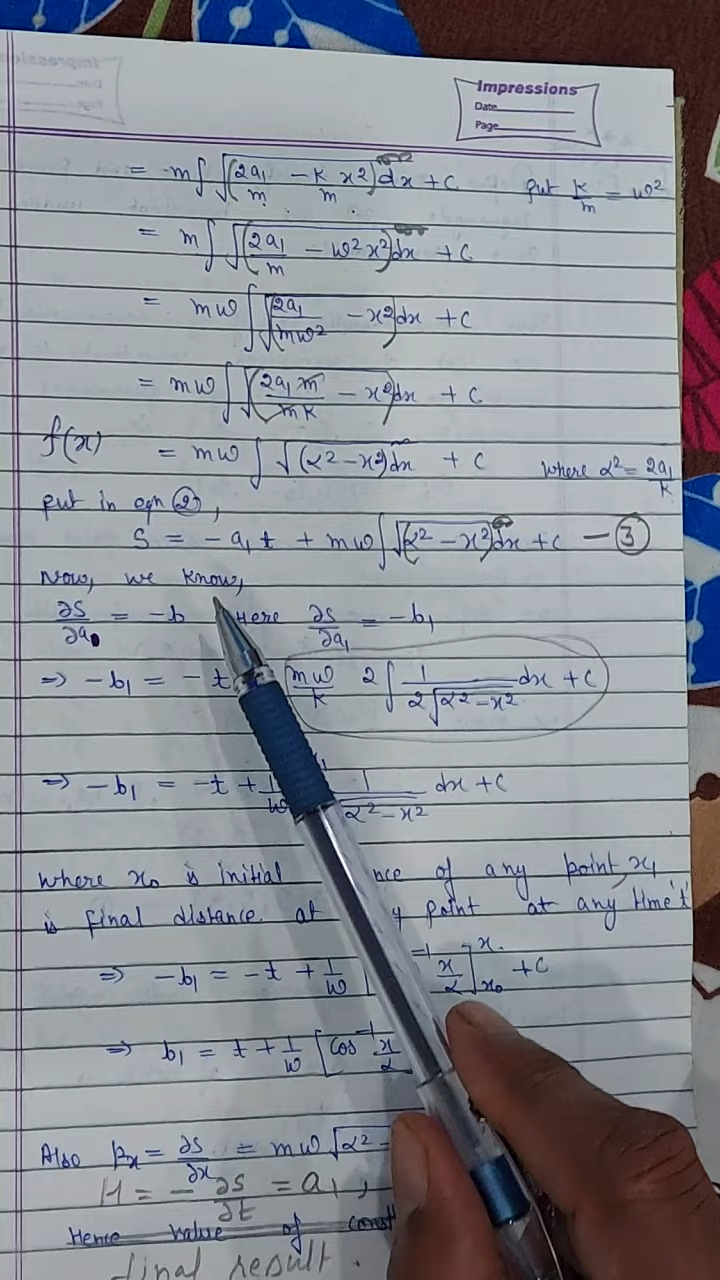 Impressions
Date
Page
= m∫√(2a₁/m − k/m x²) dx + C put k/m = ω²
= m∫√(2a₁/m − ω²x²) dx + C
= mω∫√(2a₁/mω² − x²) dx + C
= mω∫√(2a₁m/mk − x²) dx + C
f(x) = mω∫√(α² − x²) dx + C where α² = 2a₁/k
put in eqn ②,
S = −a₁t + mω∫√(α² − x²) dx + C — ③
Now, we know,
∂S/∂a = −b Here ∂S/∂a₁ = −b₁
⇒ −b₁ = −t mω/k 2∫ 1/2√α²−x² dx + C
⇒ −b₁ = −t + 1/ω 1/√α²−x² dx + C
where x₀ is initial of any point, x₁
is final distance at point at any time 't'
⇒ −b₁ = −t + 1/ω [ ⁻¹ x/α ] x₀ + C
⇒ b₁ = t + 1/ω [cos⁻¹ x/α
Also Pₓ = ∂S/∂x = mω√α² −
H = −∂S/∂t = a₁,
Hence value of
final result.